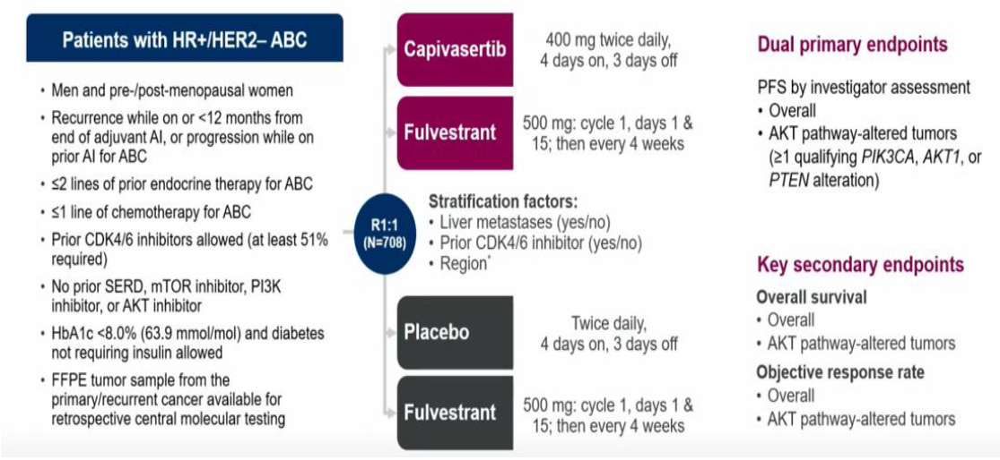 Patients with HR+/HER2– ABC
• Men and pre-/post-menopausal women
• Recurrence while on or <12 months from
end of adjuvant AI, or progression while on
prior AI for ABC
• ≤2 lines of prior endocrine therapy for ABC
• ≤1 line of chemotherapy for ABC
• Prior CDK4/6 inhibitors allowed (at least 51%
required)
• No prior SERD, mTOR inhibitor, PI3K
inhibitor, or AKT inhibitor
• HbA1c <8.0% (63.9 mmol/mol) and diabetes
not requiring insulin allowed
• FFPE tumor sample from the
primary/recurrent cancer available for
retrospective central molecular testing
R1:1
(N=708)
Capivasertib
400 mg twice daily,
4 days on, 3 days off
Fulvestrant
500 mg: cycle 1, days 1 &
15; then every 4 weeks
Stratification factors:
• Liver metastases (yes/no)
• Prior CDK4/6 inhibitor (yes/no)
• Region*
Placebo
Twice daily,
4 days on, 3 days off
Fulvestrant
500 mg: cycle 1, days 1 &
15; then every 4 weeks
Dual primary endpoints
PFS by investigator assessment
• Overall
• AKT pathway-altered tumors
(≥1 qualifying PIK3CA, AKT1, or
PTEN alteration)
Key secondary endpoints
Overall survival
• Overall
• AKT pathway-altered tumors
Objective response rate
• Overall
• AKT pathway-altered tumors